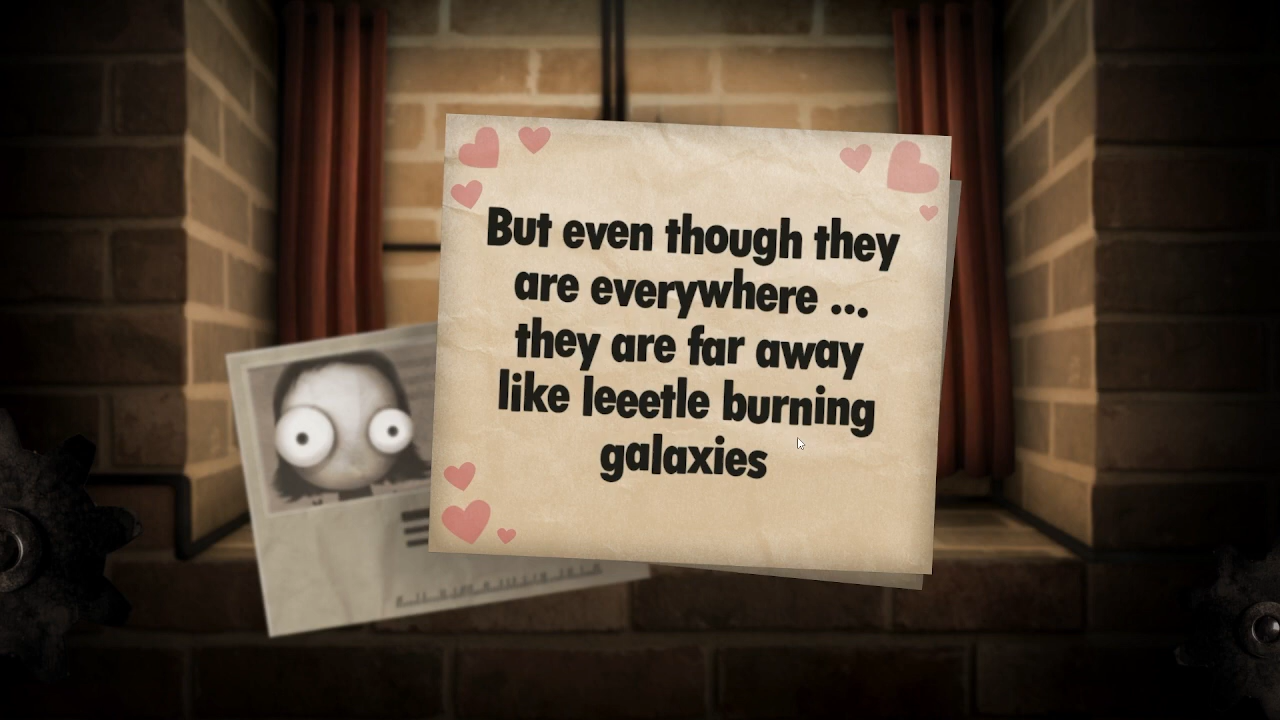 But even though they
are everywhere ...
they are far away
like leeetle burning
galaxies